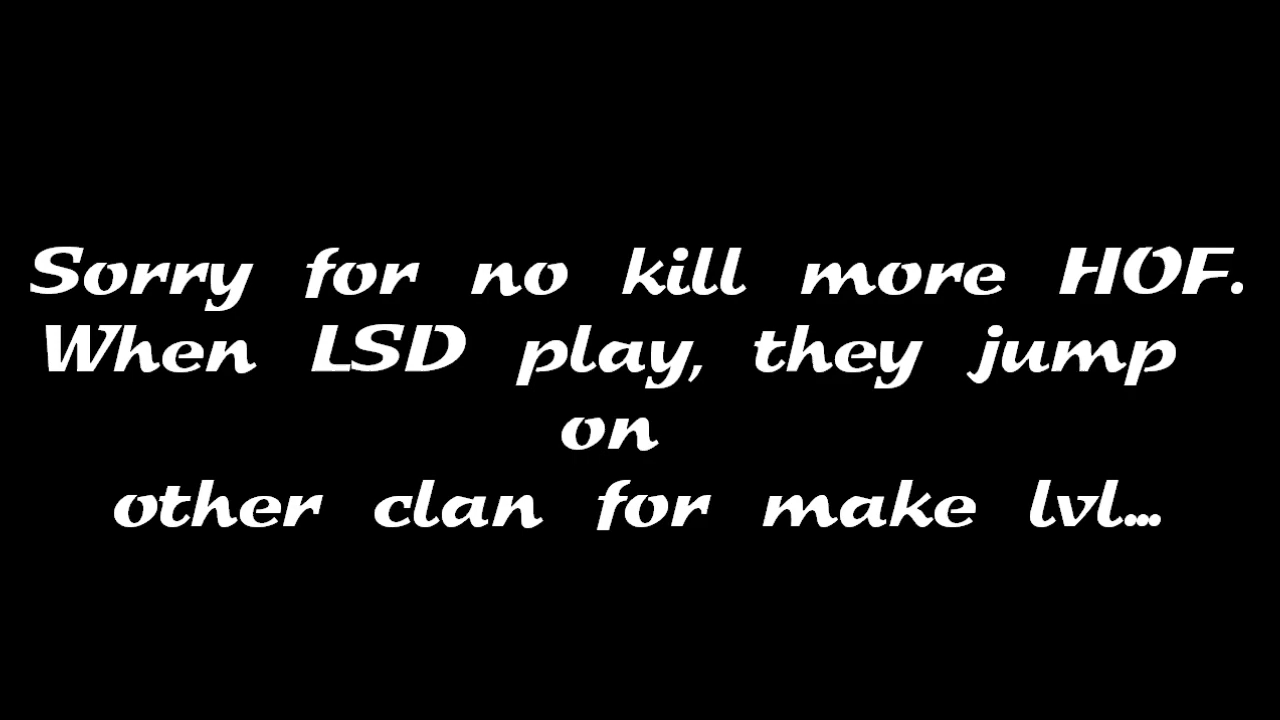 Sorry for no kill more HOF.
When LSD play, they jump
on
other clan for make lvl...